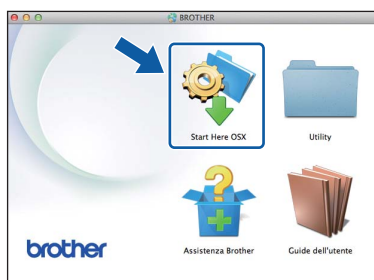 BROTHER
Start Here OSX
Utility
Assistenza Brother
Guide dell'utente
brother